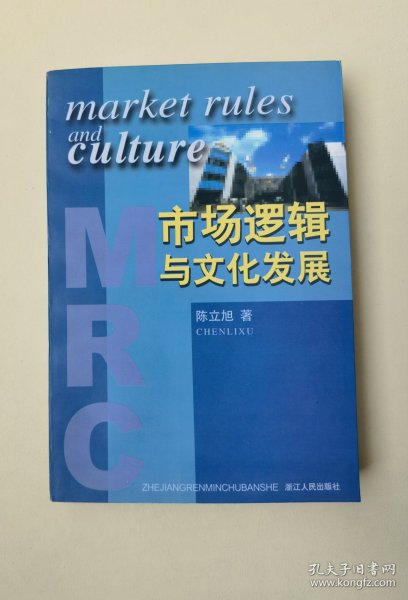 market rules
and
culture
M
R
C
市场逻辑
与文化发展
陈立旭 著
CHENLIXU
ZHEJIANGRENMINCHUBANSHE 浙江人民出版社
孔夫子旧书网
www.kongfz.com